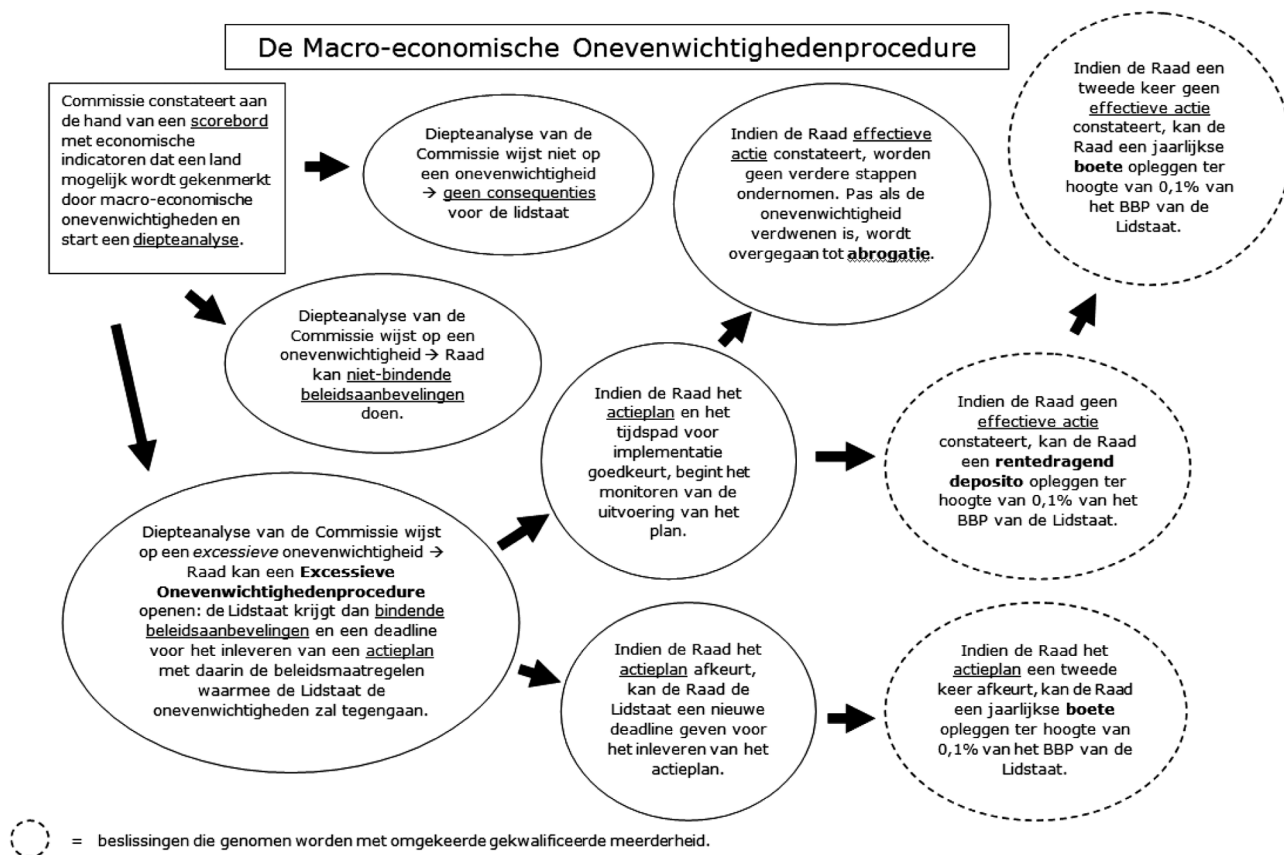 De Macro-economische Onevenwichtighedenprocedure
Commissie constateert aan
de hand van een scorebord
met economische
indicatoren dat een land
mogelijk wordt gekenmerkt
door macro-economische
onevenwichtigheden en
start een diepteanalyse.
Diepteanalyse van de
Commissie wijst niet op
een onevenwichtigheid
→ geen consequenties
voor de lidstaat
Indien de Raad effectieve
actie constateert, worden
geen verdere stappen
ondernomen. Pas als de
onevenwichtigheid
verdwenen is, wordt
overgegaan tot abrogatie.
Indien de Raad een
tweede keer geen
effectieve actie
constateert, kan de
Raad een jaarlijkse
boete opleggen ter
hoogte van 0,1% van
het BBP van de
Lidstaat.
Diepteanalyse van de
Commissie wijst op een
onevenwichtigheid → Raad
kan niet-bindende
beleidsaanbevelingen
doen.
Indien de Raad het
actieplan en het
tijdspad voor
implementatie
goedkeurt, begint het
monitoren van de
uitvoering van het
plan.
Indien de Raad geen
effectieve actie
constateert, kan de Raad
een rentedragend
deposito opleggen ter
hoogte van 0,1% van het
BBP van de Lidstaat.
Diepteanalyse van de Commissie wijst
op een excessieve onevenwichtigheid →
Raad kan een Excessieve
Onevenwichtighedenprocedure
openen: de Lidstaat krijgt dan bindende
beleidsaanbevelingen en een deadline
voor het inleveren van een actieplan
met daarin de beleidsmaatregelen
waarmee de Lidstaat de
onevenwichtigheden zal tegengaan.
Indien de Raad het
actieplan afkeurt,
kan de Raad de
Lidstaat een nieuwe
deadline geven voor
het inleveren van het
actieplan.
Indien de Raad het
actieplan een tweede
keer afkeurt, kan de Raad
een jaarlijkse boete
opleggen ter hoogte van
0,1% van het BBP van de
Lidstaat.
= beslissingen die genomen worden met omgekeerde gekwalificeerde meerderheid.